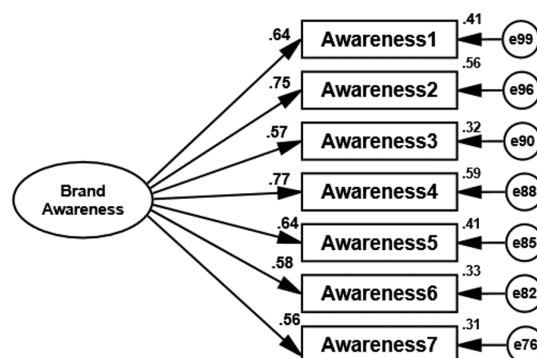 .64
Awareness1
.41
e99
.75
Awareness2
.56
e96
.57
Awareness3
.32
e90
Brand
Awareness
.77
Awareness4
.59
e88
.64
Awareness5
.41
e85
.58
Awareness6
.33
e82
.56
Awareness7
.31
e76